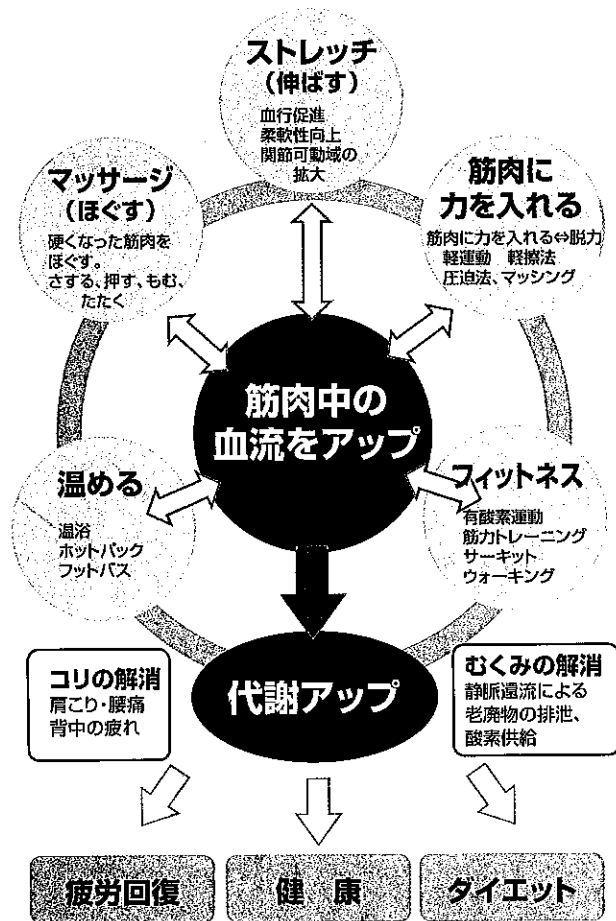 ストレッチ
(伸ばす)
血行促進
柔軟性向上
関節可動域の
拡大
マッサージ
(ほぐす)
硬くなった筋肉を
ほぐす。
さする、押す、もむ、
たたく
筋肉に
力を入れる
筋肉に力を入れる⇔脱力
軽運動 軽擦法
圧迫法、マッシング
筋肉中の
血流をアップ
温める
温浴
ホットパック
フットバス
フィットネス
有酸素運動
筋力トレーニング
サーキット
ウォーキング
代謝アップ
コリの解消
肩こり・腰痛
背中の疲れ
むくみの解消
静脈還流による
老廃物の排泄、
酸素供給
疲労回復
健 康
ダイエット